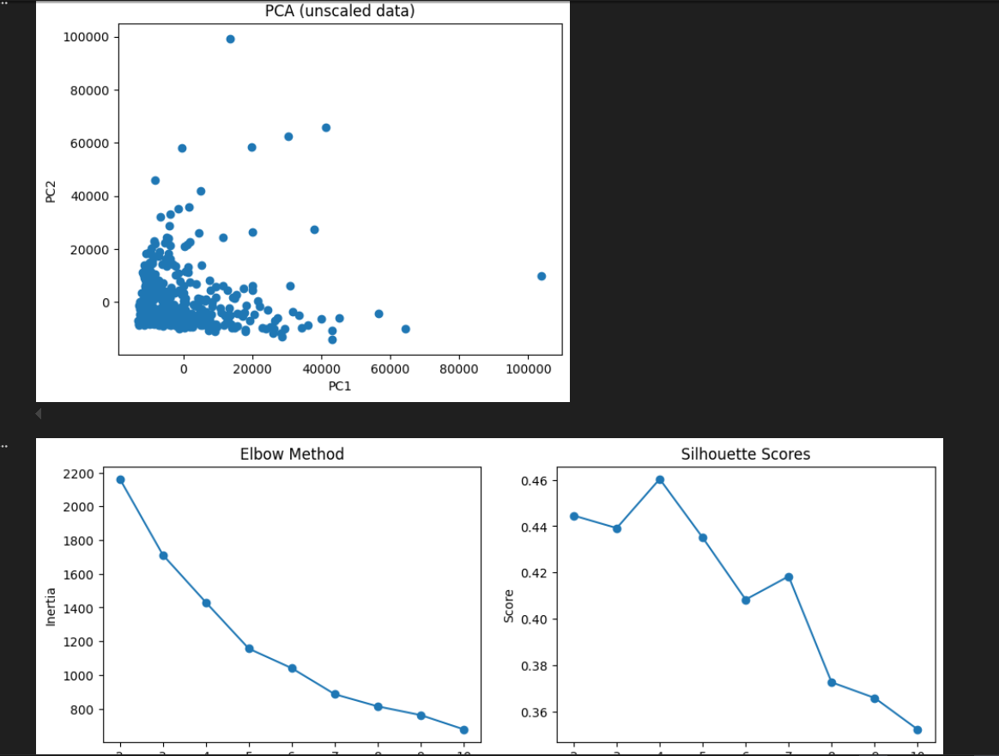 PCA (unscaled data)
100000
80000
60000
40000
20000
0
PC2
0 20000 40000 60000 80000 100000
PC1
Elbow Method
2200
2000
1800
1600
1400
1200
1000
800
Inertia
Silhouette Scores
0.46
0.44
0.42
0.40
0.38
0.36
Score